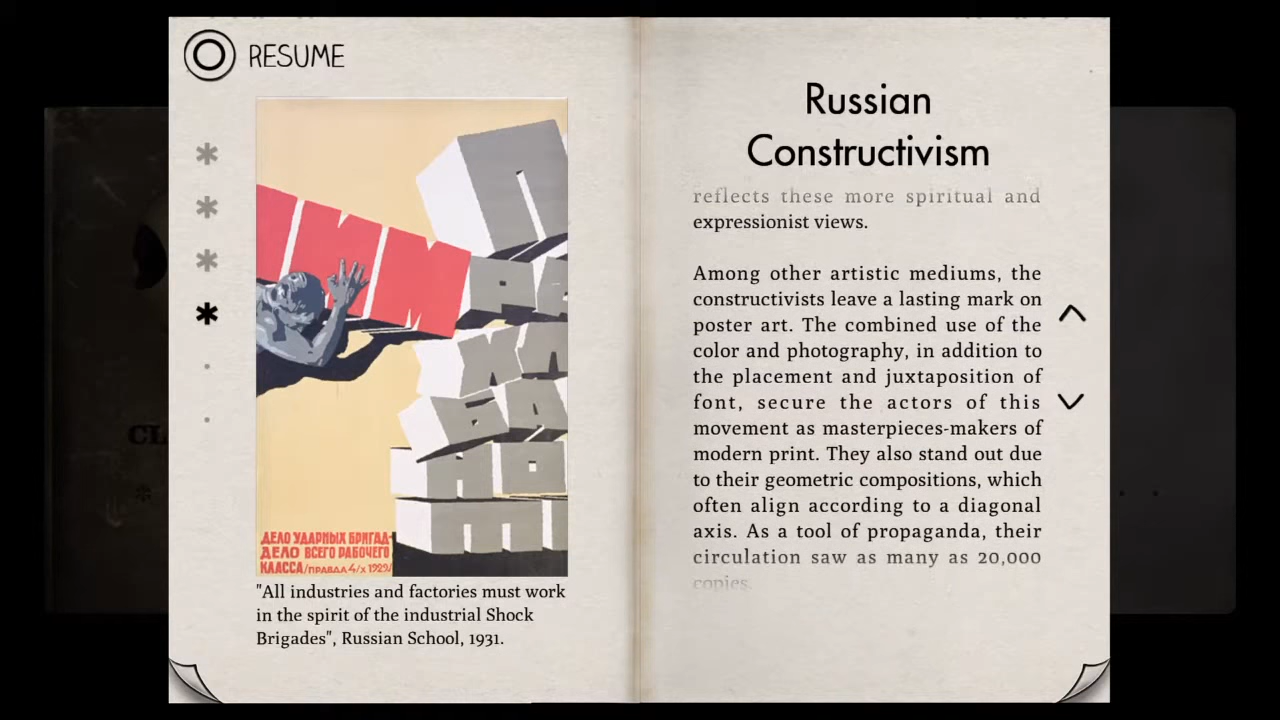 RESUME
ДЕЛО УДАРНЫХ БРИГАД-
ДЕЛО ВСЕГО РАБОЧЕГО
КЛАССА/ПРАВДА 4/X 1929/
"All industries and factories must work
in the spirit of the industrial Shock
Brigades", Russian School, 1931.
Russian
Constructivism
reflects these more spiritual and
expressionist views.
Among other artistic mediums, the
constructivists leave a lasting mark on
poster art. The combined use of the
color and photography, in addition to
the placement and juxtaposition of
font, secure the actors of this
movement as masterpieces-makers of
modern print. They also stand out due
to their geometric compositions, which
often align according to a diagonal
axis. As a tool of propaganda, their
circulation saw as many as 20,000
copies.